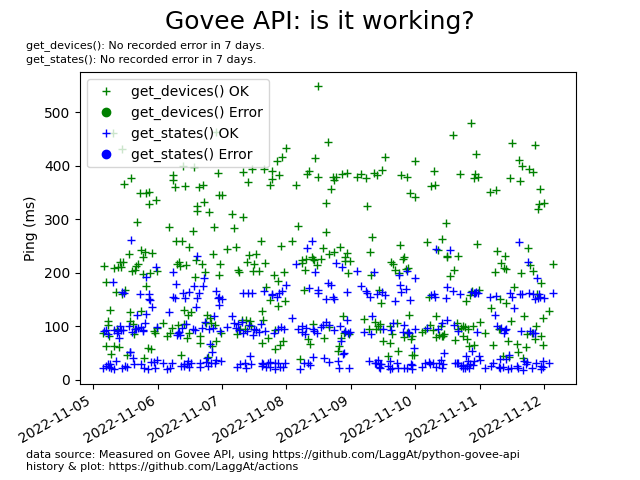 Govee API: is it working?
get_devices(): No recorded error in 7 days.
get_states(): No recorded error in 7 days.
get_devices() OK
get_devices() Error
get_states() OK
get_states() Error
Ping (ms)
500
400
300
200
100
0
2022-11-05
2022-11-06
2022-11-07
2022-11-08
2022-11-09
2022-11-10
2022-11-11
2022-11-12
data source: Measured on Govee API, using https://github.com/LaggAt/python-govee-api
history & plot: https://github.com/LaggAt/actions